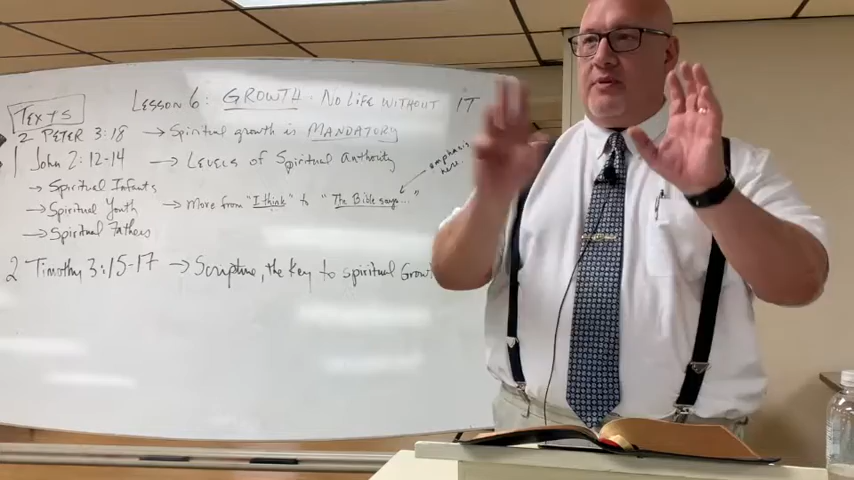 Lesson 6: GROWTH - No Life Without IT
TEXTS
2 PETER 3:18 → Spiritual growth is MANDATORY
1 John 2:12-14 → Levels of Spiritual Authority
emphasis here
→ Spiritual Infants
→ Spiritual Youth → More from "I think" to "The Bible says..."
→ Spiritual Fathers
2 Timothy 3:15-17 → Scripture, the Key to Spiritual Grow